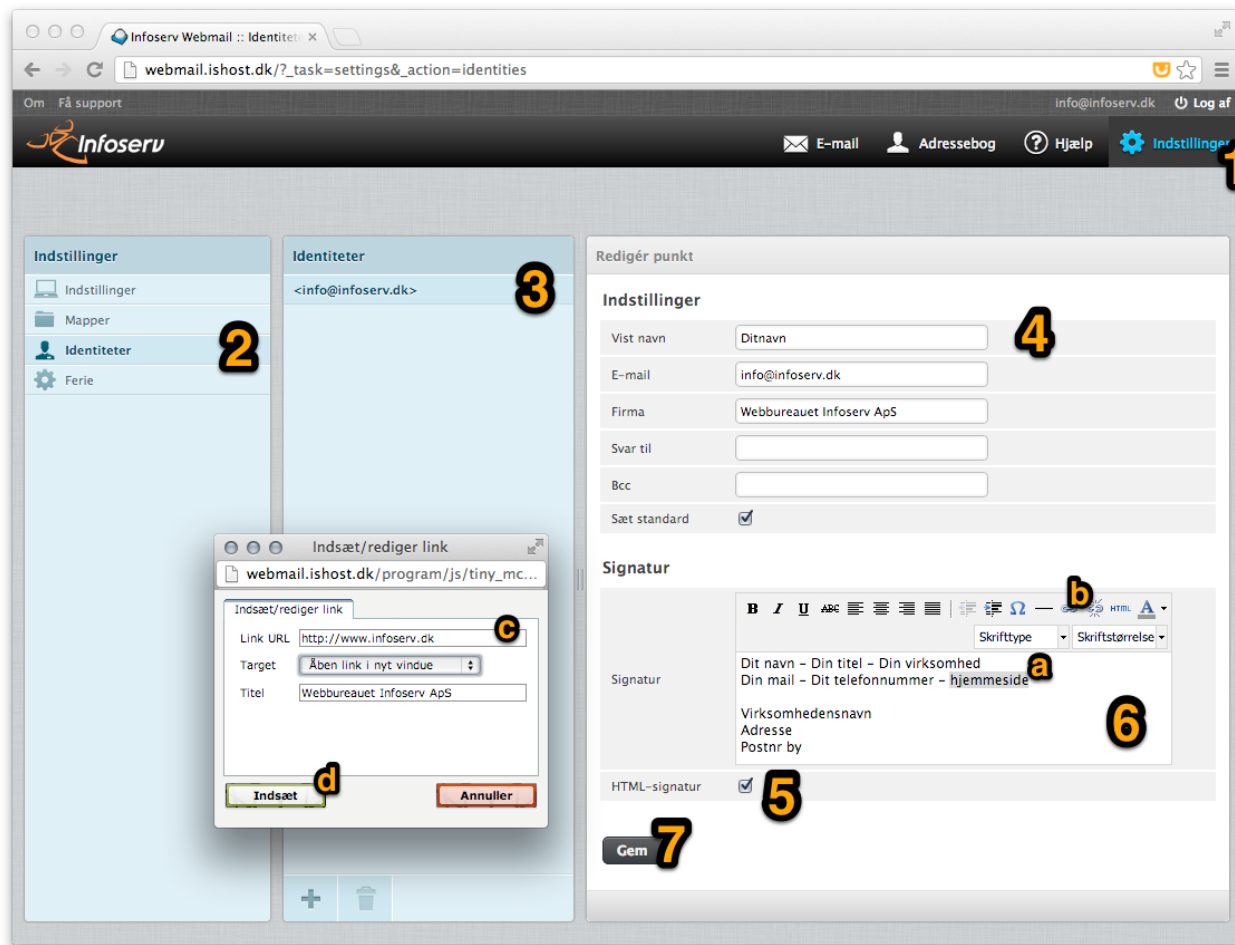 Infoserv Webmail :: Identitet
webmail.ishost.dk/?_task=settings&_action=identities
Om Få support info@infoserv.dk Log af
Infoserv E-mail Adressebog Hjælp Indstillinger
1
Indstillinger
Indstillinger
Mapper
Identiteter
2
Ferie
Identiteter
<info@infoserv.dk>
3
Redigér punkt
Indstillinger
4
Vist navn Ditnavn
E-mail info@infoserv.dk
Firma Webbureauet Infoserv ApS
Svar til
Bcc
Sæt standard
Signatur
b
B I U ABC Ω — HTML A
Skrifttype Skriftstørrelse
Signatur
Dit navn – Din titel – Din virksomhed
Din mail – Dit telefonnummer – hjemmeside
a
Virksomhedensnavn
Adresse
Postnr by
6
HTML-signatur
5
Gem
7
Indsæt/rediger link
webmail.ishost.dk/program/js/tiny_mc...
Indsæt/rediger link
Link URL http://www.infoserv.dk
c
Target Åben link i nyt vindue
Titel Webbureauet Infoserv ApS
d
Indsæt Annuller